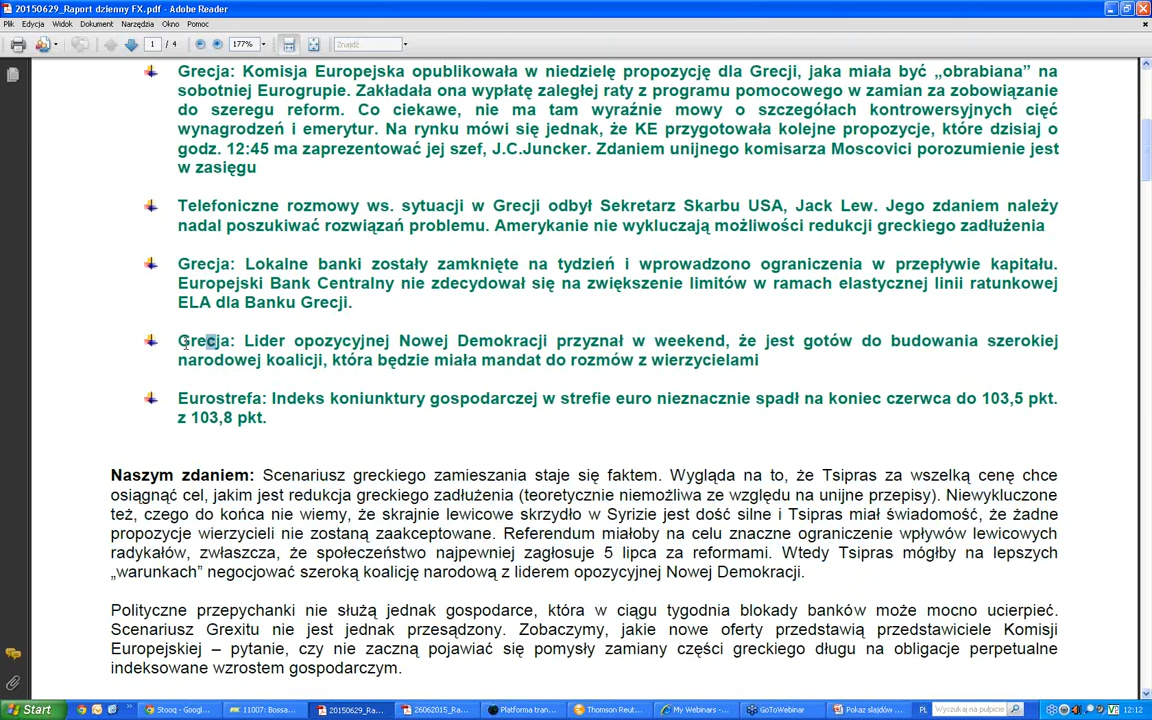 20150629_Raport dzienny FX.pdf - Adobe Reader
Plik Edycja Widok Dokument Narzędzia Okno Pomoc
1 / 4 177% Znajdź
Grecja: Komisja Europejska opublikowała w niedzielę propozycję dla Grecji, jaka miała być „obrabiana” na
sobotniej Eurogrupie. Zakładała ona wypłatę zaległej raty z programu pomocowego w zamian za zobowiązanie
do szeregu reform. Co ciekawe, nie ma tam wyraźnie mowy o szczegółach kontrowersyjnych cięć
wynagrodzeń i emerytur. Na rynku mówi się jednak, że KE przygotowała kolejne propozycje, które dzisiaj o
godz. 12:45 ma zaprezentować jej szef, J.C.Juncker. Zdaniem unijnego komisarza Moscovici porozumienie jest
w zasięgu
Telefoniczne rozmowy ws. sytuacji w Grecji odbył Sekretarz Skarbu USA, Jack Lew. Jego zdaniem należy
nadal poszukiwać rozwiązań problemu. Amerykanie nie wykluczają możliwości redukcji greckiego zadłużenia
Grecja: Lokalne banki zostały zamknięte na tydzień i wprowadzono ograniczenia w przepływie kapitału.
Europejski Bank Centralny nie zdecydował się na zwiększenie limitów w ramach elastycznej linii ratunkowej
ELA dla Banku Grecji.
Grecja: Lider opozycyjnej Nowej Demokracji przyznał w weekend, że jest gotów do budowania szerokiej
narodowej koalicji, która będzie miała mandat do rozmów z wierzycielami
Eurostrefa: Indeks koniunktury gospodarczej w strefie euro nieznacznie spadł na koniec czerwca do 103,5 pkt.
z 103,8 pkt.
Naszym zdaniem: Scenariusz greckiego zamieszania staje się faktem. Wygląda na to, że Tsipras za wszelką cenę chce
osiągnąć cel, jakim jest redukcja greckiego zadłużenia (teoretycznie niemożliwa ze względu na unijne przepisy). Niewykluczone
też, czego do końca nie wiemy, że skrajnie lewicowe skrzydło w Syrizie jest dość silne i Tsipras miał świadomość, że żadne
propozycje wierzycieli nie zostaną zaakceptowane. Referendum miałoby na celu znaczne ograniczenie wpływów lewicowych
radykałów, zwłaszcza, że społeczeństwo najpewniej zagłosuje 5 lipca za reformami. Wtedy Tsipras mógłby na lepszych
„warunkach” negocjować szeroką koalicję narodową z liderem opozycyjnej Nowej Demokracji.
Polityczne przepychanki nie służą jednak gospodarce, która w ciągu tygodnia blokady banków może mocno ucierpieć.
Scenariusz Grexitu nie jest jednak przesądzony. Zobaczymy, jakie nowe oferty przedstawią przedstawiciele Komisji
Europejskiej – pytanie, czy nie zaczną pojawiać się pomysły zamiany części greckiego długu na obligacje perpetualne
indeksowane wzrostem gospodarczym.
Start Stooq - Googl... 11007: Bossa... 20150629_Ra... 26062015_Ra... Platforma tran... Thomson Reut... My Webinars - ... GoToWebinar Pokaz slajdów ... PL Wyszukaj na pulpicie 12:12